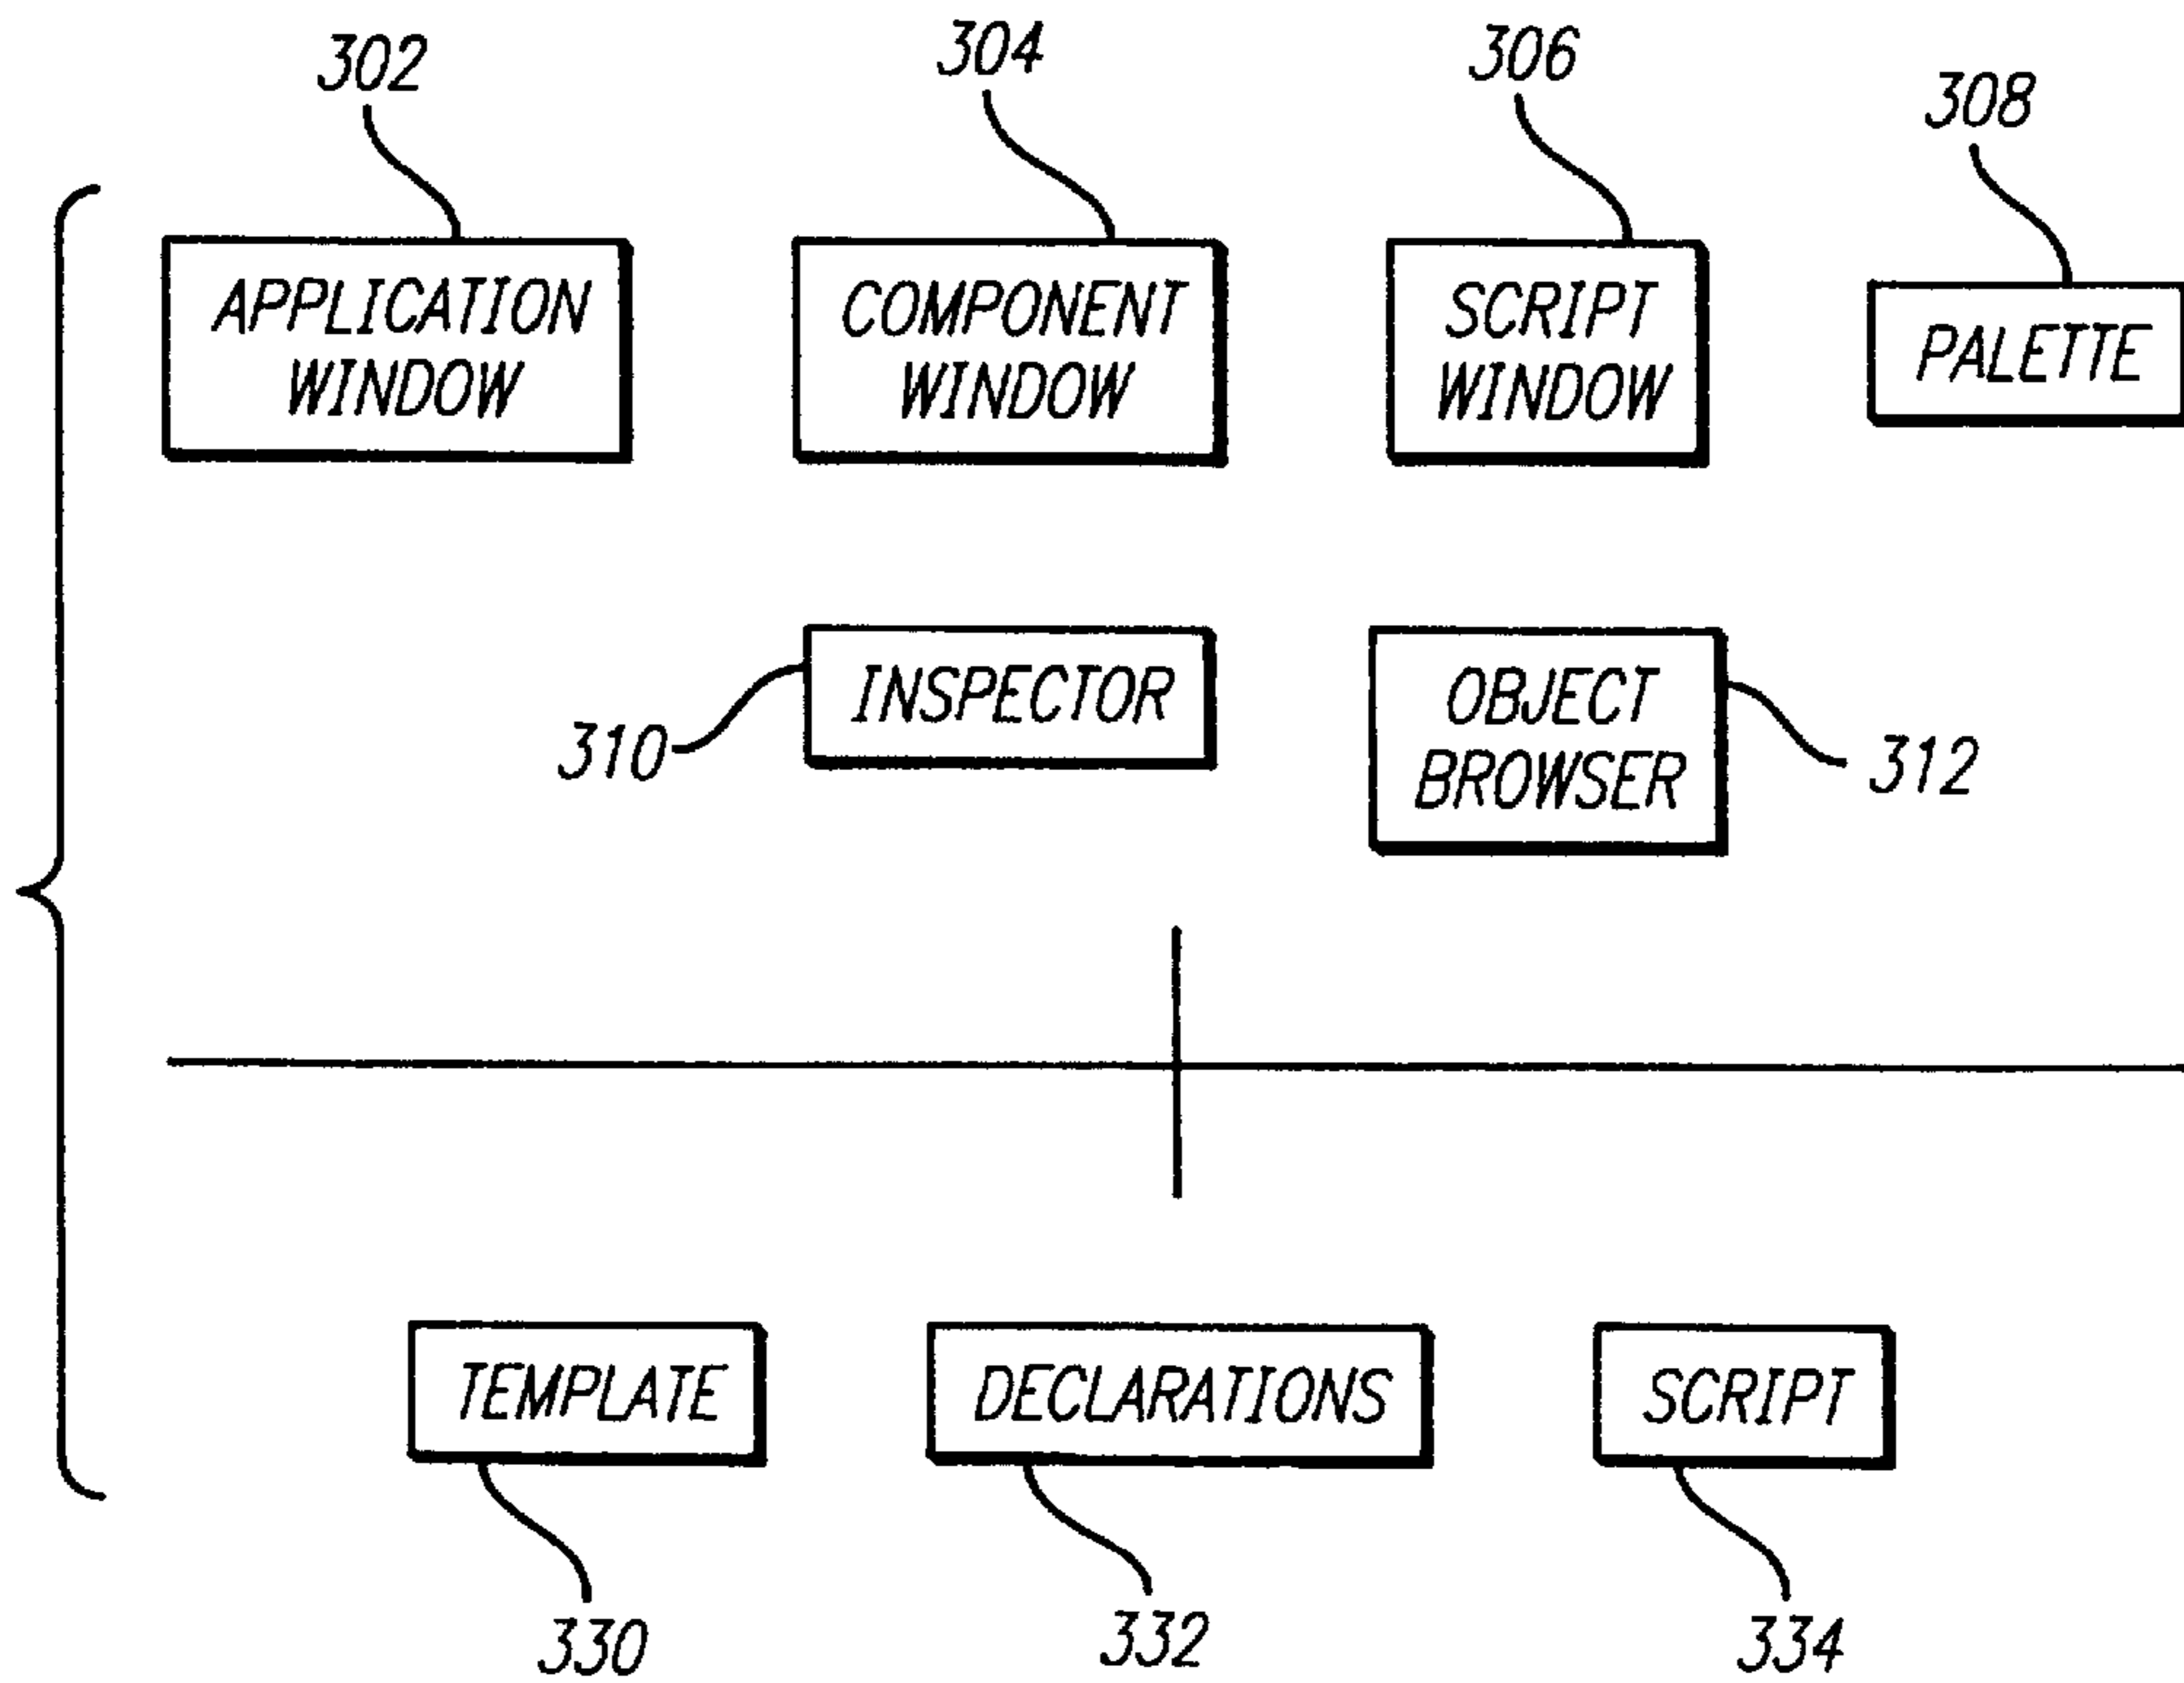 302
304
306
308
APPLICATION
WINDOW
COMPONENT
WINDOW
SCRIPT
WINDOW
PALETTE
310
INSPECTOR
OBJECT
BROWSER
312
TEMPLATE
DECLARATIONS
SCRIPT
330
332
334